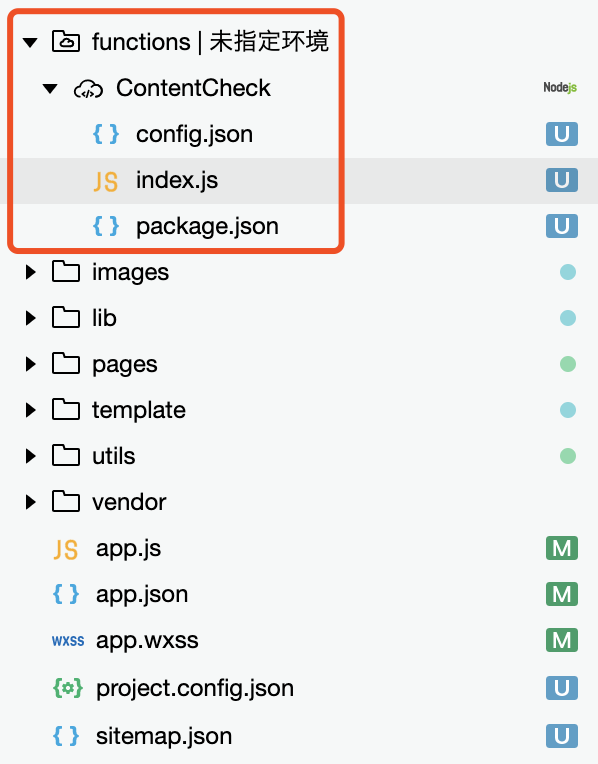 functions | 未指定环境
ContentCheck Nodejs
{ } config.json U
JS index.js U
{ } package.json U
images
lib
pages
template
utils
vendor
JS app.js M
{ } app.json M
WXSS app.wxss M
{ } project.config.json U
{ } sitemap.json U